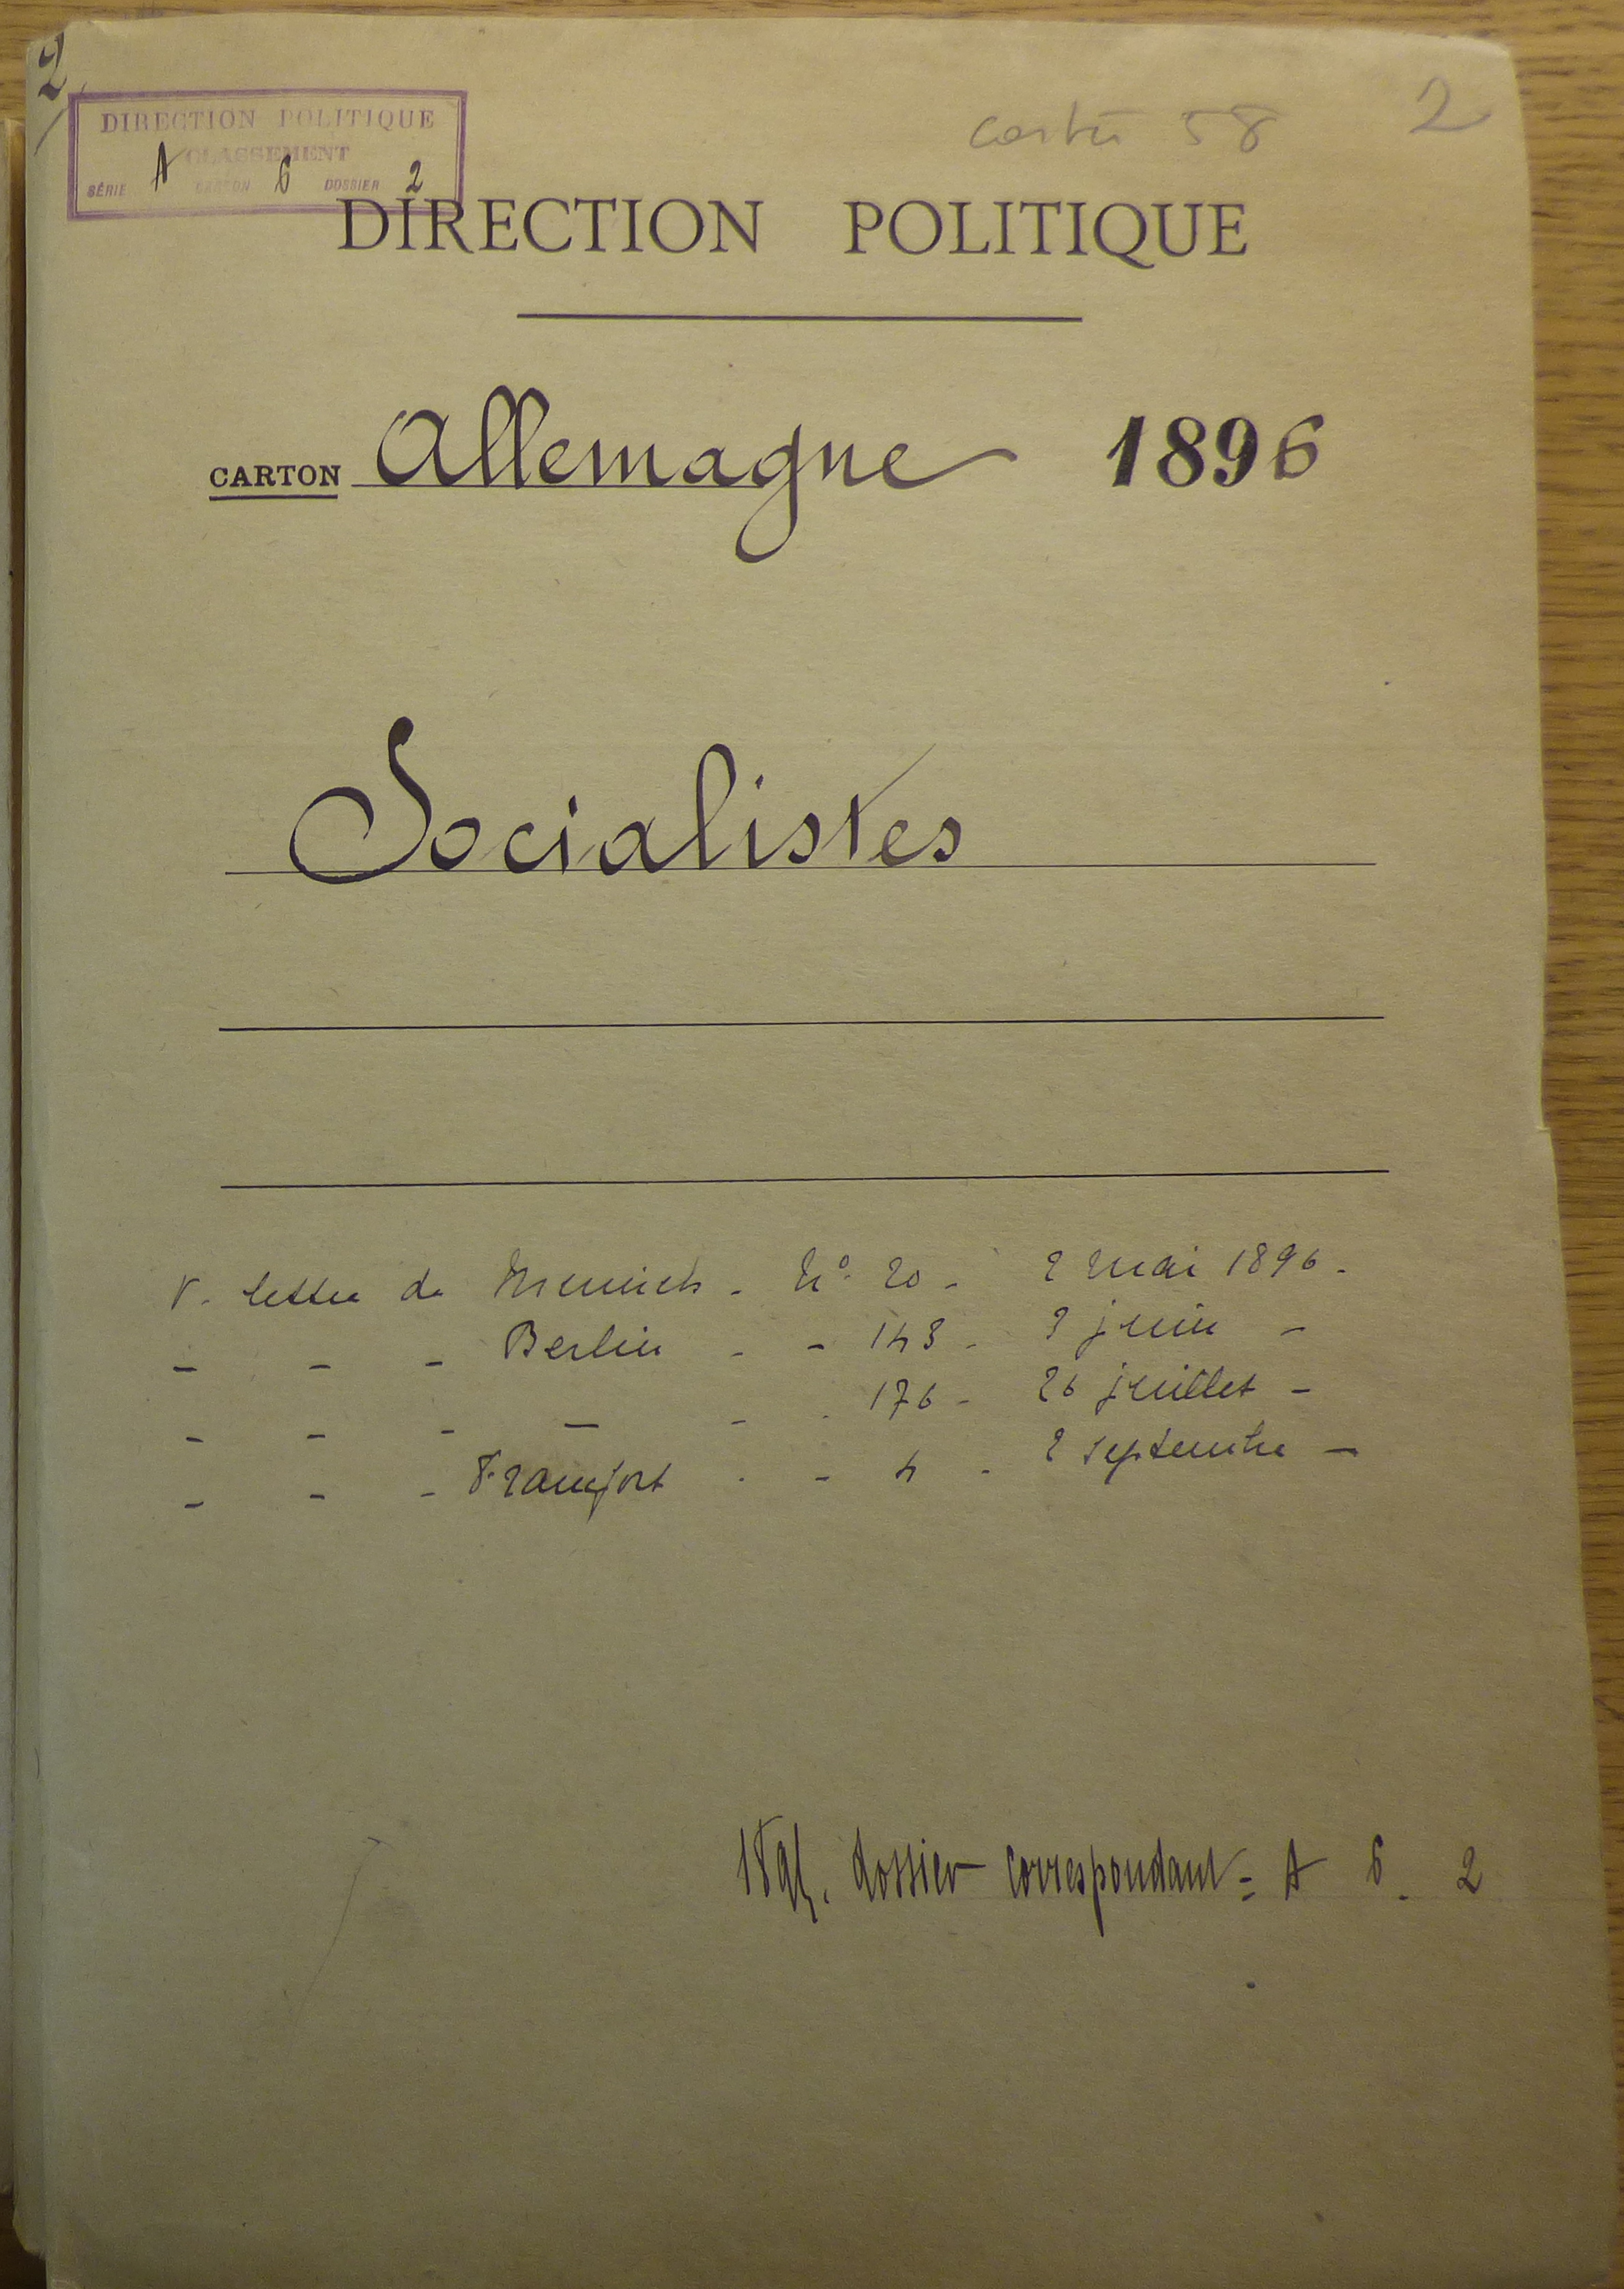 2
DIRECTION POLITIQUE
CLASSEMENT
SÉRIE A CARTON 6 DOSSIER 2
carton 58
2
DIRECTION POLITIQUE
CARTON Allemagne 1896
Socialistes
V. lettre de Munich - No. 20 - 2 mai 1896 -
- - - Berlin - - 143 - 3 juin -
- - - - - - 176 - 26 juillet -
- - - Francfort - - 4 - 2 septembre -
dossier correspondant = A 6. 2